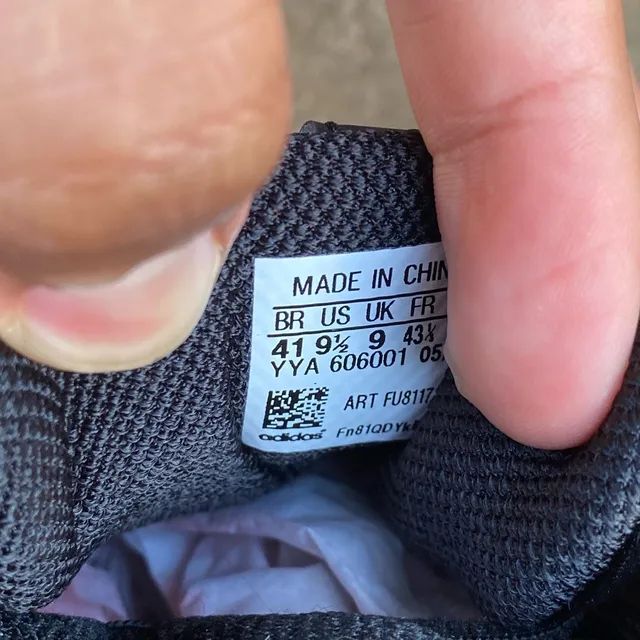 MADE IN CHIN
BR US UK FR
41 9½ 9 43⅓
YYA 606001 05
ART FU8117
adidas